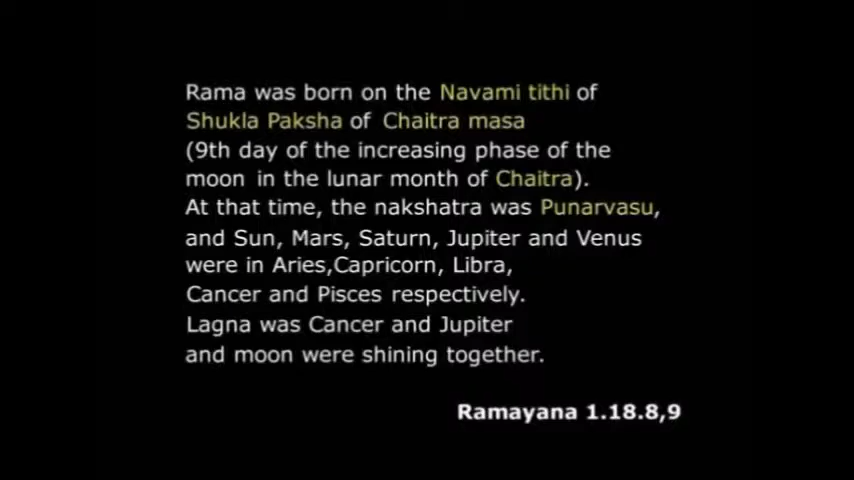 Rama was born on the Navami tithi of
Shukla Paksha of Chaitra masa
(9th day of the increasing phase of the
moon in the lunar month of Chaitra).
At that time, the nakshatra was Punarvasu,
and Sun, Mars, Saturn, Jupiter and Venus
were in Aries,Capricorn, Libra,
Cancer and Pisces respectively.
Lagna was Cancer and Jupiter
and moon were shining together.
Ramayana 1.18.8,9